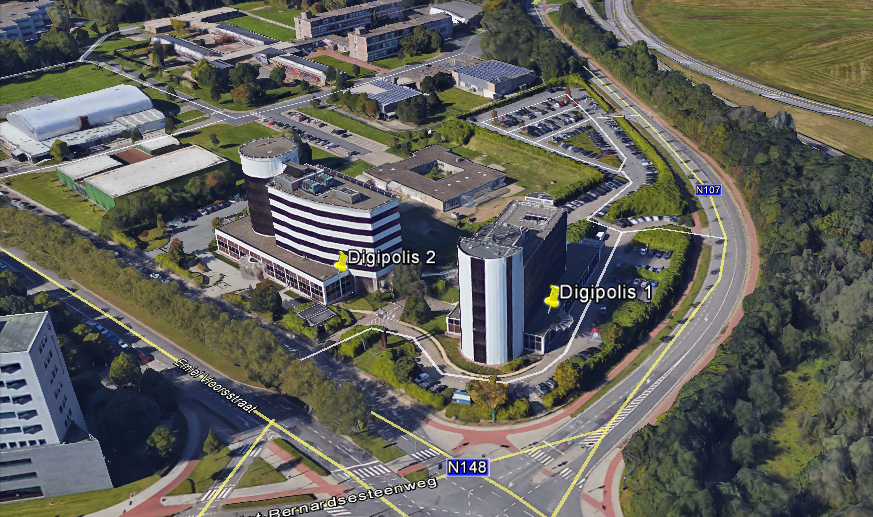 N107
Digipolis 2
Digipolis 1
Emiel Vloorsstraat
N148
Bernardsesteenweg